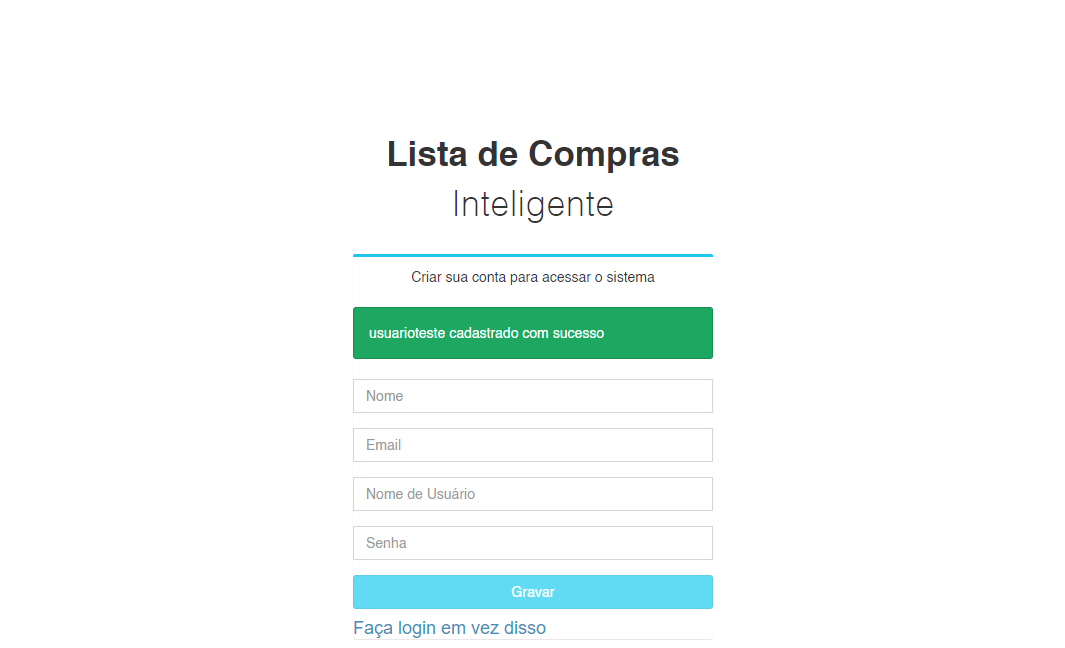 Lista de Compras
Inteligente
Criar sua conta para acessar o sistema
usuarioteste cadastrado com sucesso
Nome
Email
Nome de Usuário
Senha
Gravar
Faça login em vez disso